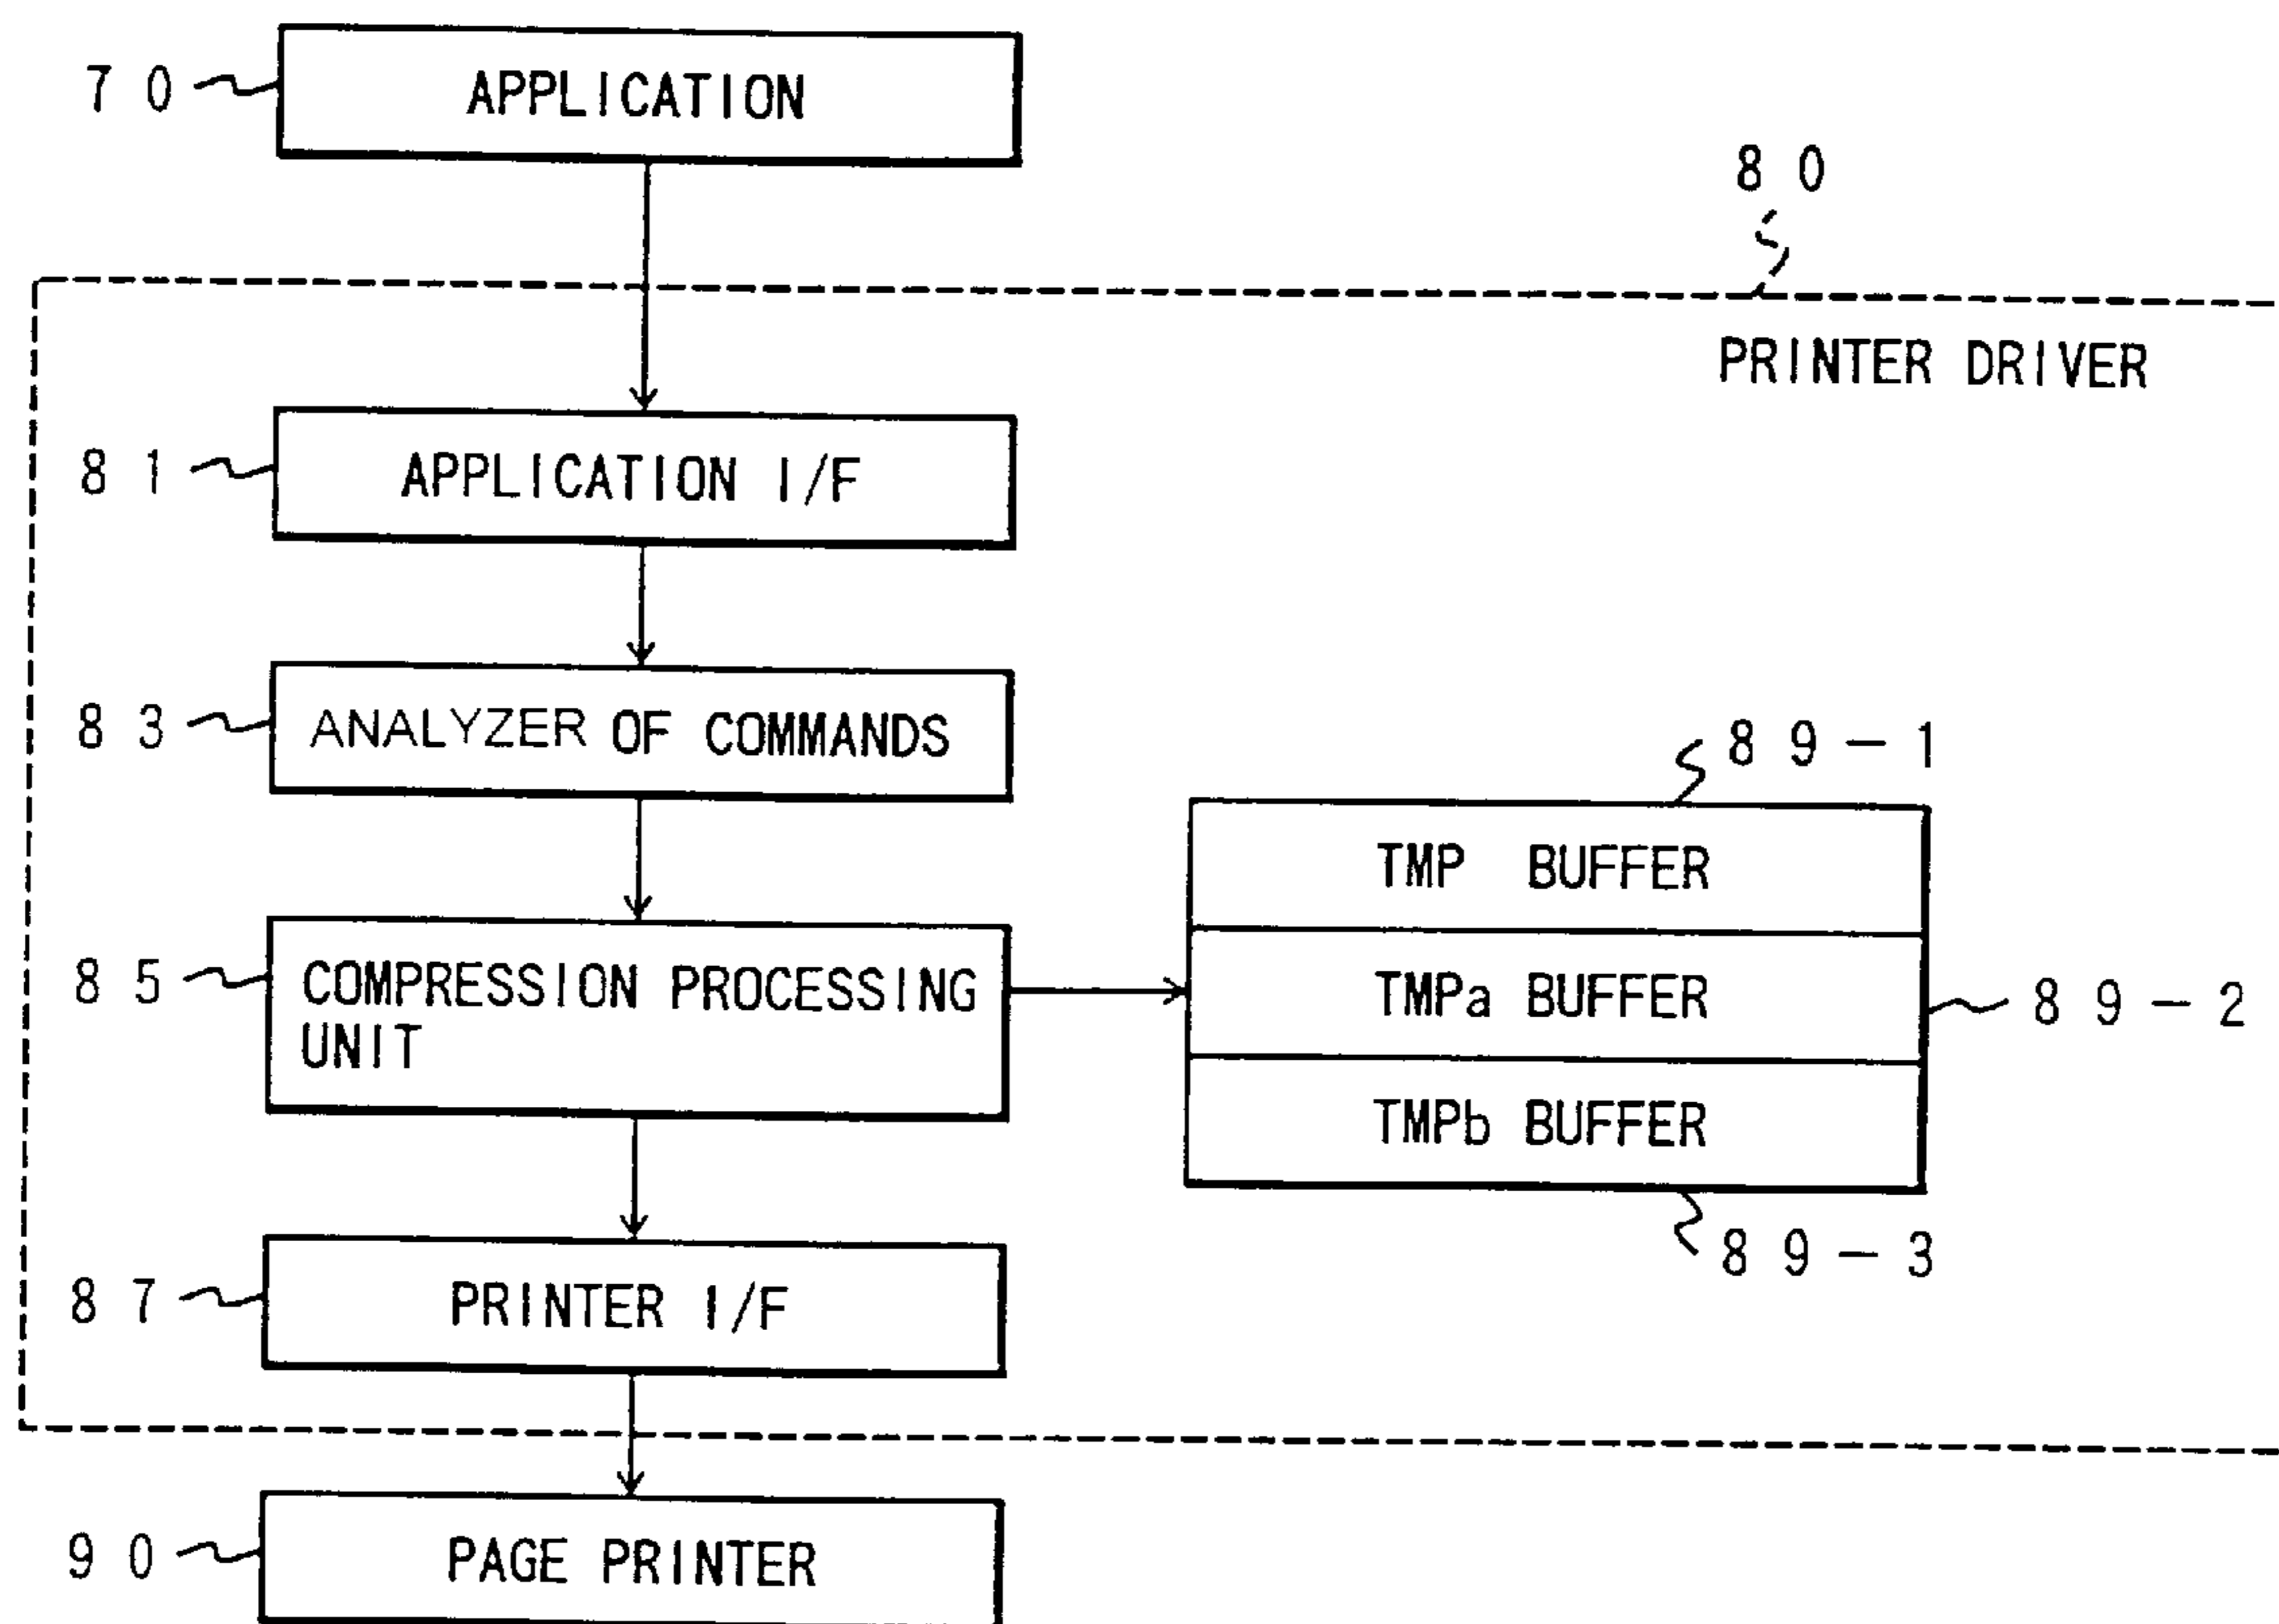 70
APPLICATION
80
PRINTER DRIVER
81
APPLICATION I/F
83
ANALYZER OF COMMANDS
89-1
TMP BUFFER
85
COMPRESSION PROCESSING
UNIT
TMPa BUFFER
89-2
TMPb BUFFER
89-3
87
PRINTER I/F
90
PAGE PRINTER